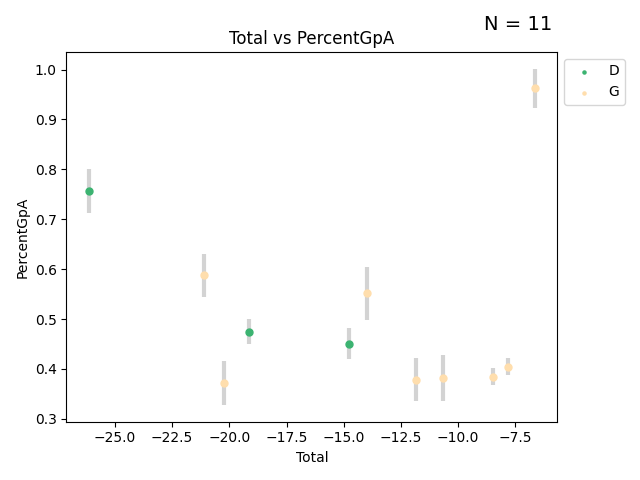 N = 11
Total vs PercentGpA
D
G
1.0
0.9
0.8
0.7
0.6
0.5
0.4
0.3
PercentGpA
−25.0 −22.5 −20.0 −17.5 −15.0 −12.5 −10.0 −7.5
Total